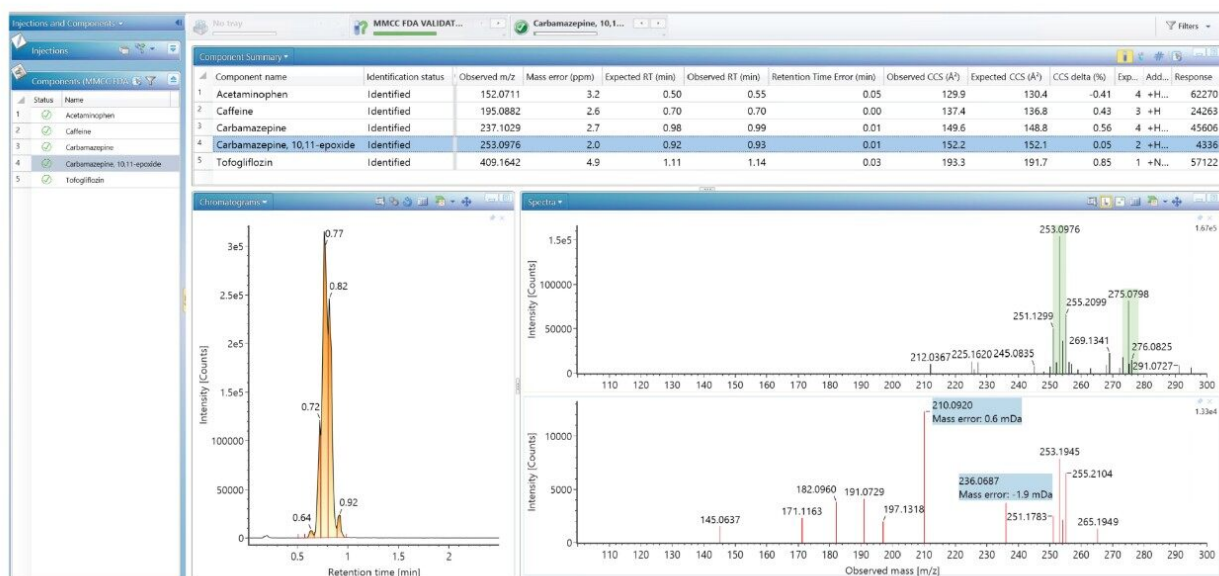 Injections and Components
No tray
MMCC FDA VALIDAT...
Carbamazepine, 10,1...
Filters
Injections
Component Summary
Components (MMCC FDA
Component name Identification status Observed m/z Mass error (ppm) Expected RT (min) Observed RT (min) Retention Time Error (min) Observed CCS (Å²) Expected CCS (Å²) CCS delta (%) Exp... Add... Response
1 Acetaminophen Identified 152.0711 3.2 0.50 0.55 0.05 129.9 130.4 -0.41 4 +H... 62270
2 Caffeine Identified 195.0882 2.6 0.70 0.70 0.00 137.4 136.8 0.43 3 +H 24263
3 Carbamazepine Identified 237.1029 2.7 0.98 0.99 0.01 149.6 148.8 0.56 4 +H... 45606
4 Carbamazepine, 10,11-epoxide Identified 253.0976 2.0 0.92 0.93 0.01 152.2 152.1 0.05 2 +H... 4336
5 Tofogliflozin Identified 409.1642 4.9 1.11 1.14 0.03 193.3 191.7 0.85 1 +N... 57122
Status Name
1 Acetaminophen
2 Caffeine
3 Carbamazepine
4 Carbamazepine, 10,11-epoxide
5 Tofogliflozin
Chromatograms
Intensity [Counts]
3e5
2.5e5
2e5
1.5e5
100000
50000
0
0.77
0.82
0.72
0.64
0.92
0.5 1 2
Retention time [min]
Spectra
1.67e5
Intensity [Counts]
1.5e5
100000
50000
0
253.0976
275.0798
255.2099
251.1299
269.1341
276.0825
212.0367
225.1620
245.0835
291.0727
100 110 120 130 140 150 160 170 180 190 200 210 220 230 240 250 260 270 280 290 300
1.33e4
Intensity [Counts]
10000
5000
0
210.0920
Mass error: 0.6 mDa
253.1945
236.0687
Mass error: -1.9 mDa
255.2104
182.0960
191.0729
171.1163
197.1318
251.1783
145.0637
265.1949
100 110 120 130 140 150 160 170 180 190 200 210 220 230 240 250 260 270 280 290 300
Observed mass [m/z]